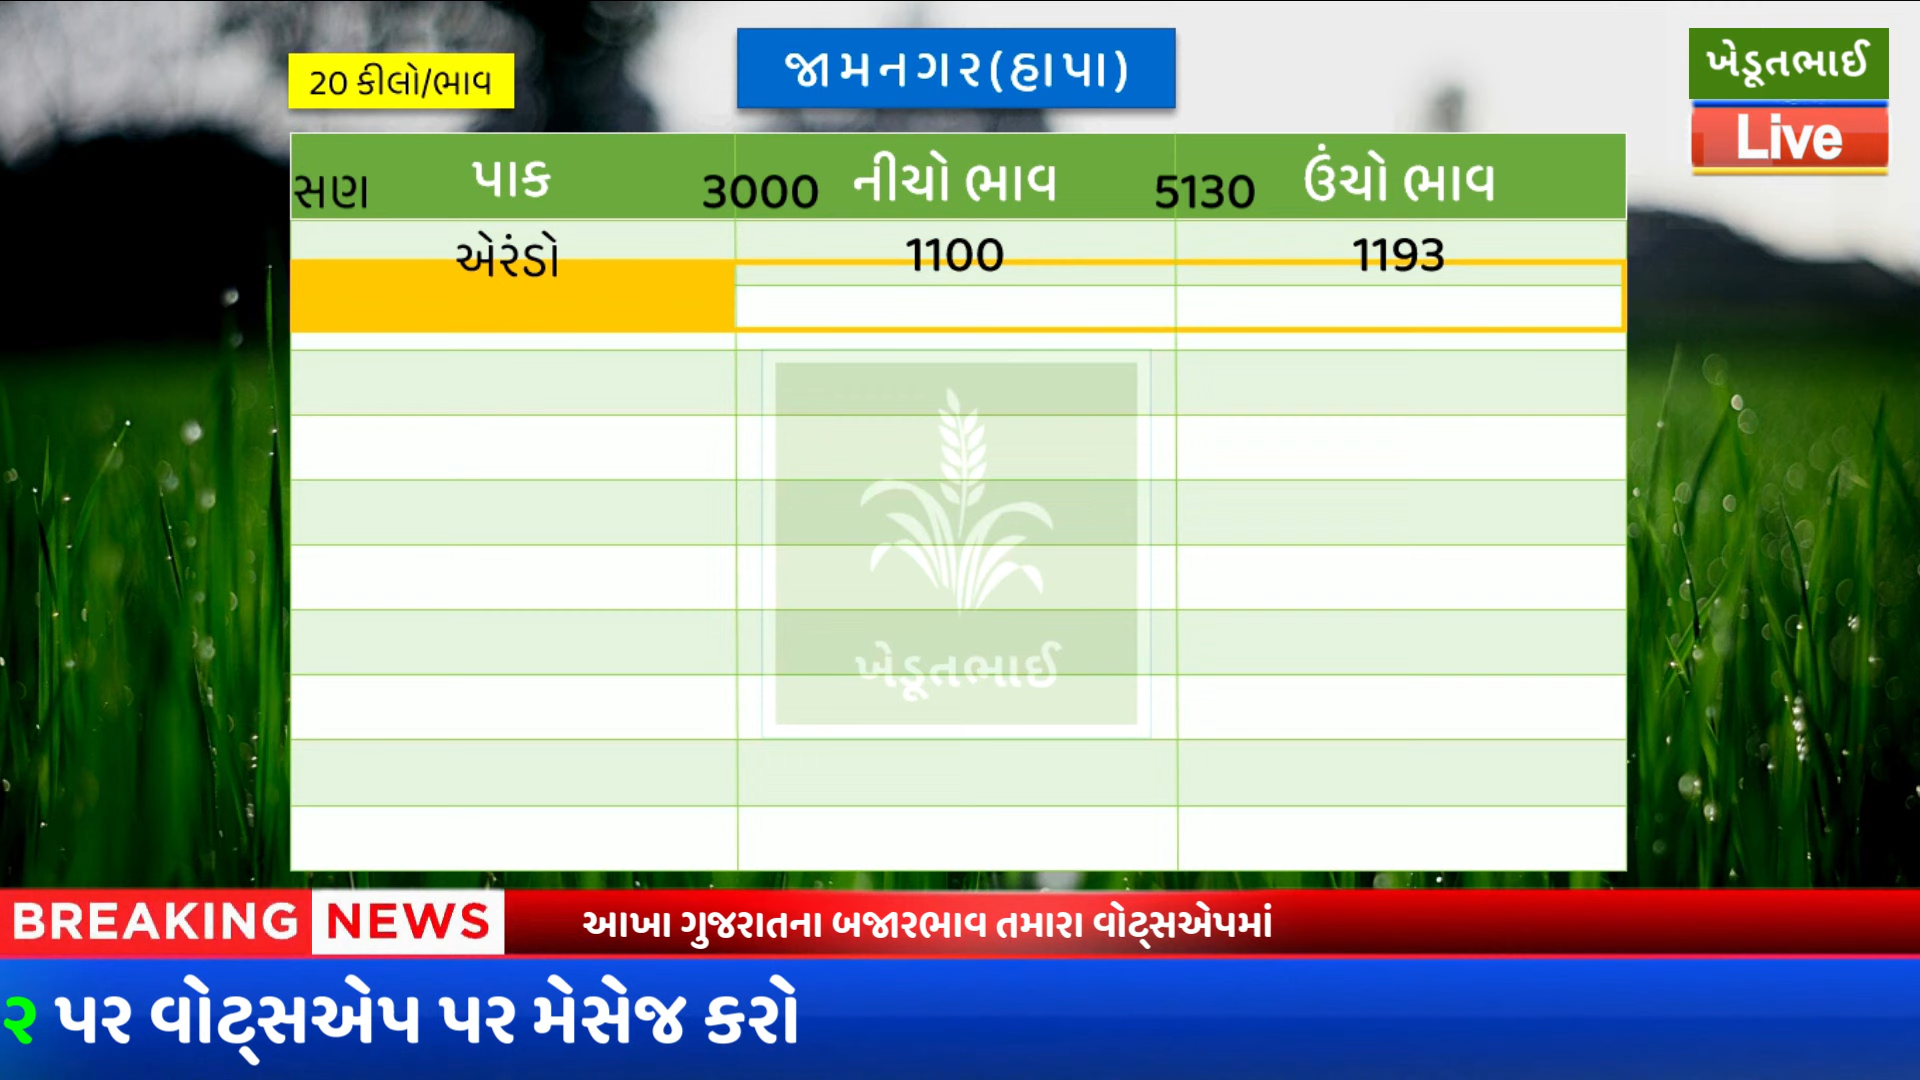 20 કીલો/ભાવ
જામનગર(હાપા)
ખેડૂતભાઈ
Live
પાક નીચો ભાવ ઉંચો ભાવ
સણ 3000 5130
એરંડો 1100 1193
ખેડૂતભાઈ
BREAKING NEWS આખા ગુજરાતના બજારભાવ તમારા વોટ્સએપમાં
૨ પર વોટ્સએપ પર મેસેજ કરો